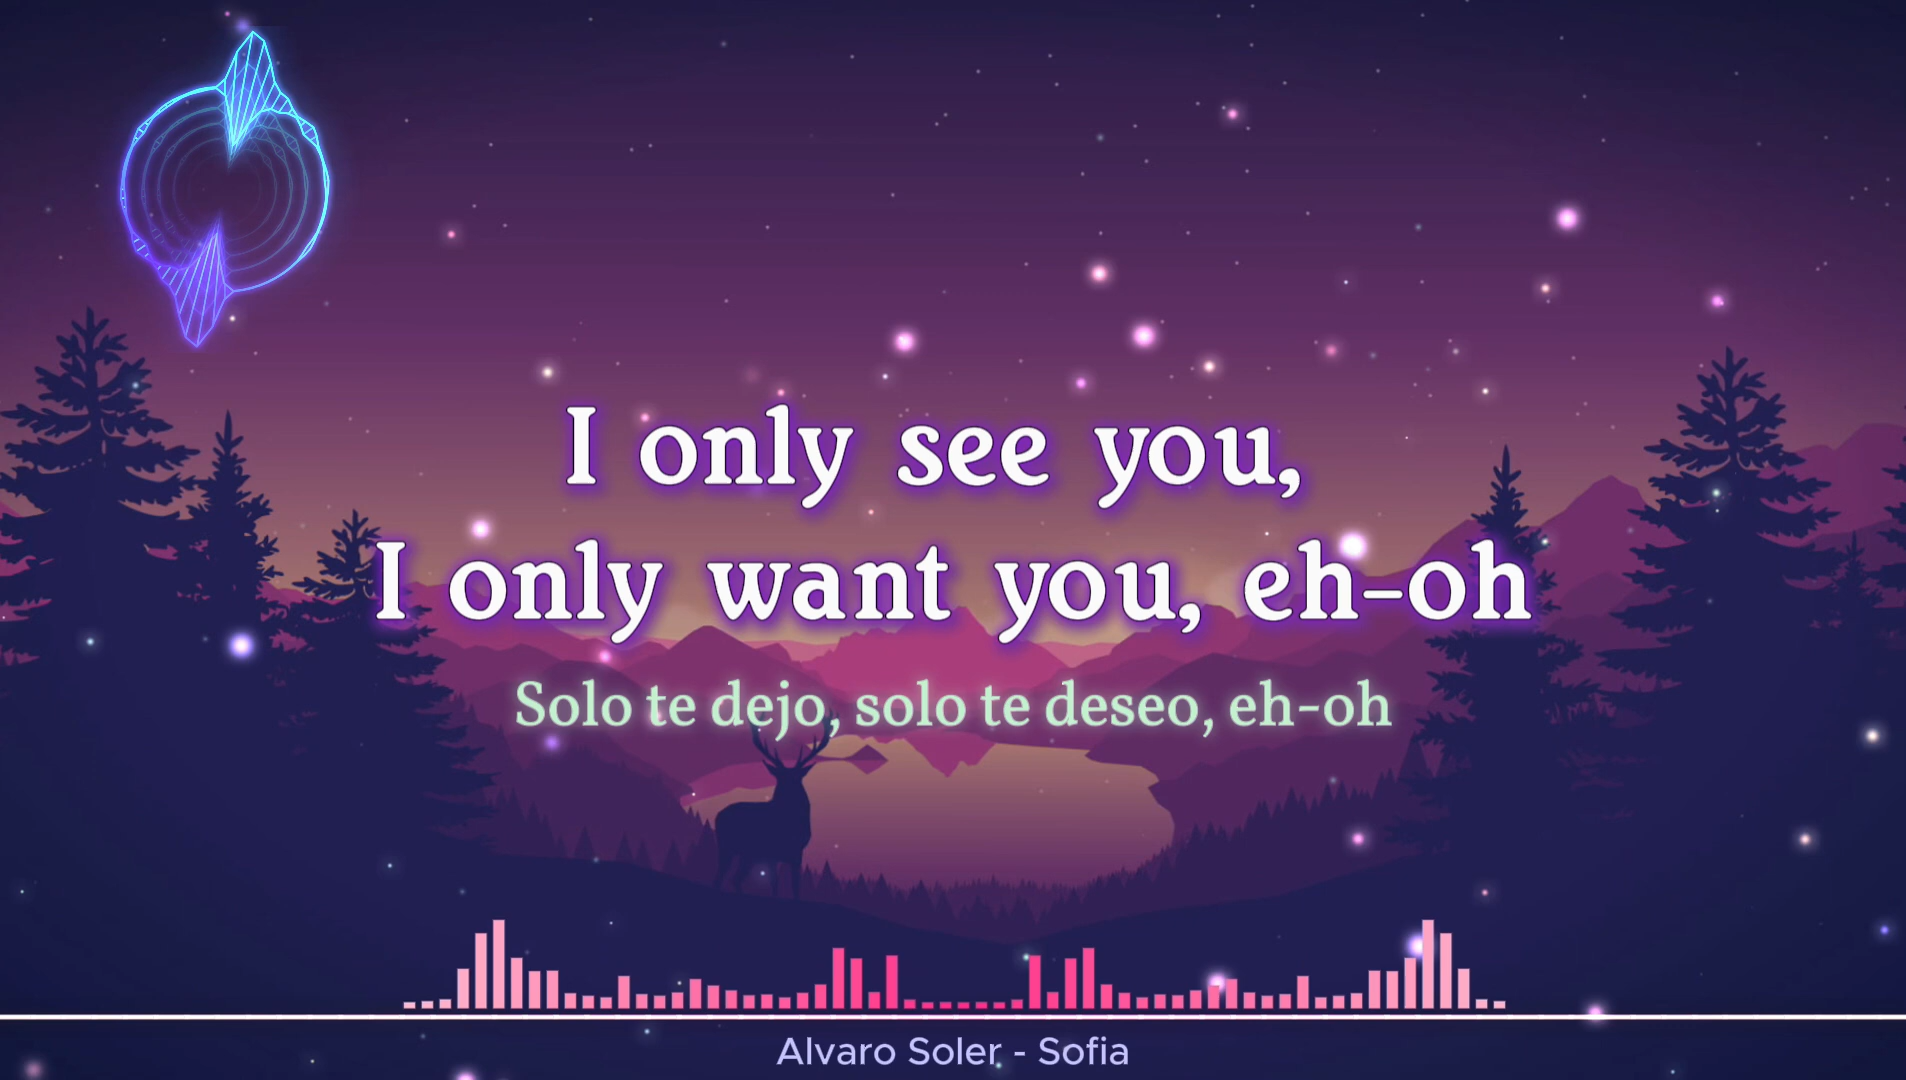 I only see you,
I only want you, eh-oh
Solo te dejo, solo te deseo, eh-oh
Alvaro Soler - Sofia